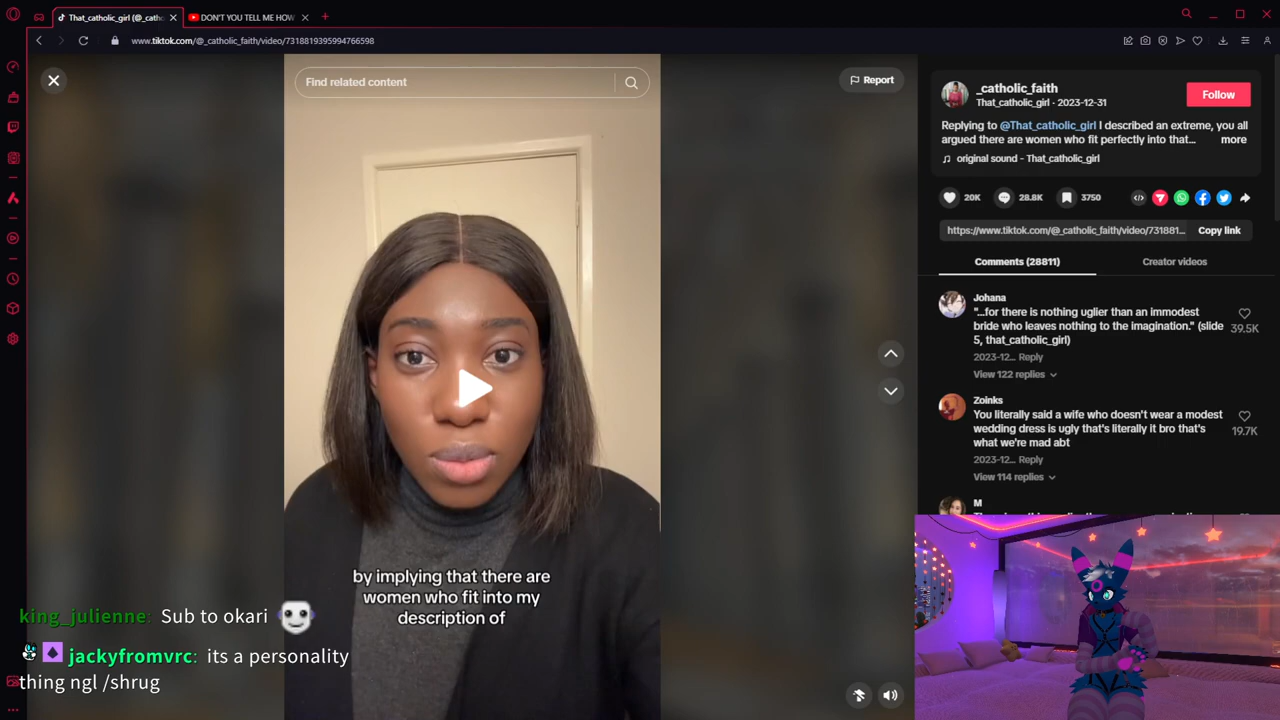 That_catholic_girl (@_catho
DON'T YOU TELL ME HOW
www.tiktok.com/@_catholic_faith/video/7318819395994766598
Find related content
Report
_catholic_faith
That_catholic_girl · 2023-12-31
Follow
Replying to @That_catholic_girl I described an extreme, you all
argued there are women who fit perfectly into that... more
original sound - That_catholic_girl
20K
28.8K
3750
https://www.tiktok.com/@_catholic_faith/video/731881...
Copy link
Comments (28811)
Creator videos
Johana
"...for there is nothing uglier than an immodest
bride who leaves nothing to the imagination." (slide
5, that_catholic_girl)
39.5K
2023-12... Reply
View 122 replies
Zoinks
You literally said a wife who doesn't wear a modest
wedding dress is ugly that's literally it bro that's
what we're mad abt
19.7K
2023-12... Reply
View 114 replies
M
by implying that there are
women who fit into my
description of
king_julienne: Sub to okari
jackyfromvrc: its a personality
thing ngl /shrug